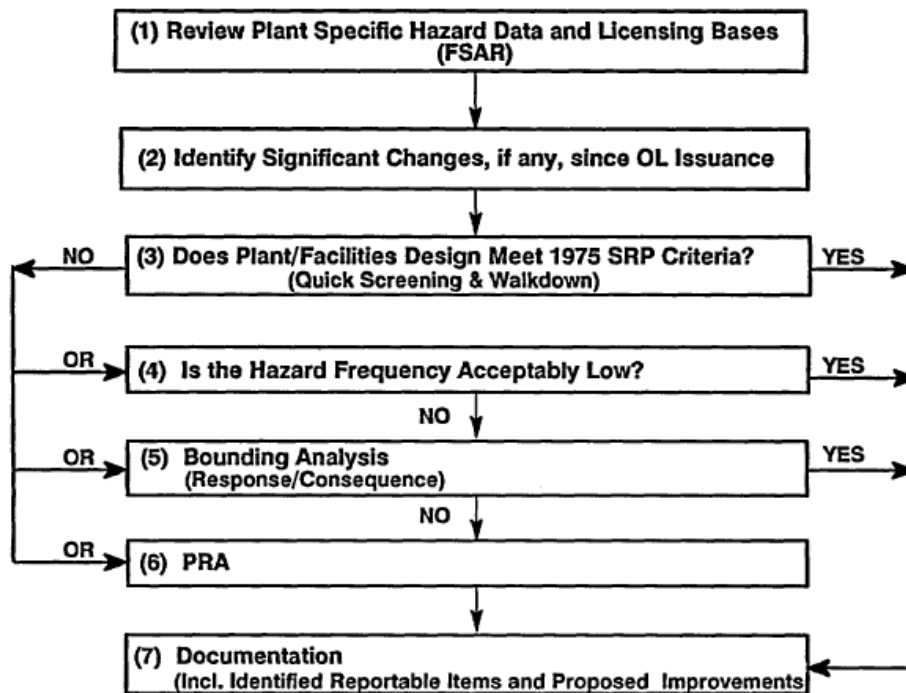 (1) Review Plant Specific Hazard Data and Licensing Bases
(FSAR)
(2) Identify Significant Changes, if any, since OL Issuance
NO
(3) Does Plant/Facilities Design Meet 1975 SRP Criteria?
YES
(Quick Screening & Walkdown)
OR
(4) Is the Hazard Frequency Acceptably Low?
YES
NO
OR
(5) Bounding Analysis
YES
(Response/Consequence)
NO
OR
(6) PRA
(7) Documentation
(Incl. Identified Reportable Items and Proposed Improvements